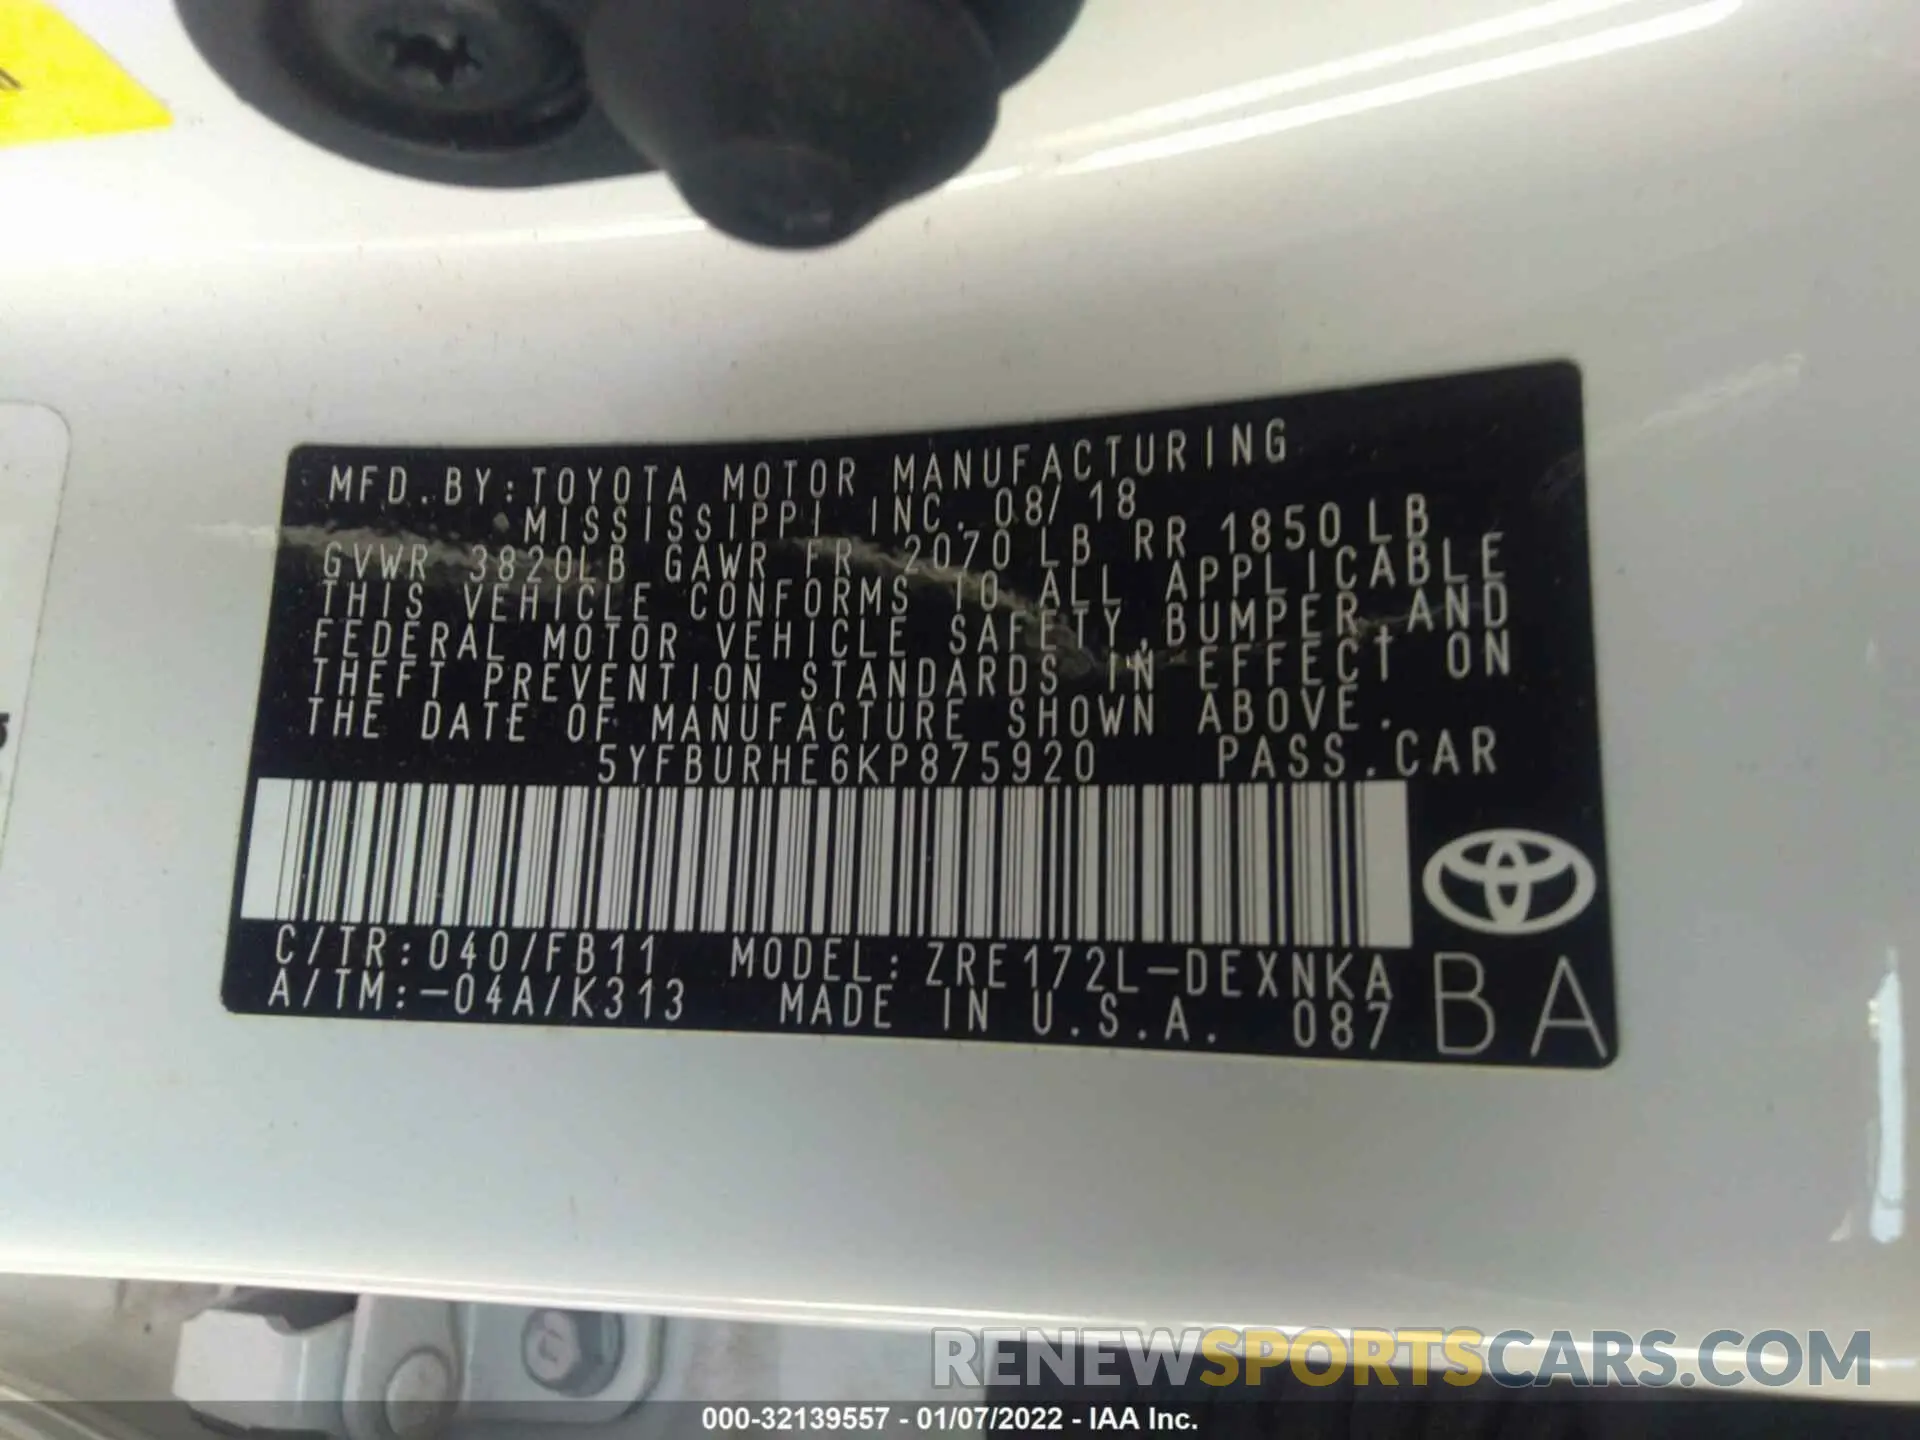 MFD.BY:TOYOTA MOTOR MANUFACTURING
MISSISSIPPI INC. 08/18
GVWR 3820LB GAWR FR 2070LB RR 1850LB
THIS VEHICLE CONFORMS TO ALL APPLICABLE
FEDERAL MOTOR VEHICLE SAFETY,BUMPER,AND
THEFT PREVENTION STANDARDS IN EFFECT ON
THE DATE OF MANUFACTURE SHOWN ABOVE.
5YFBURHE6KP875920 PASS.CAR
C/TR:040/FB11 MODEL:ZRE172L-DEXNKA
A/TM:-04A/K313 MADE IN U.S.A. 087
BA
RENEWSPORTSCARS.COM
000-32139557 - 01/07/2022 - IAA Inc.